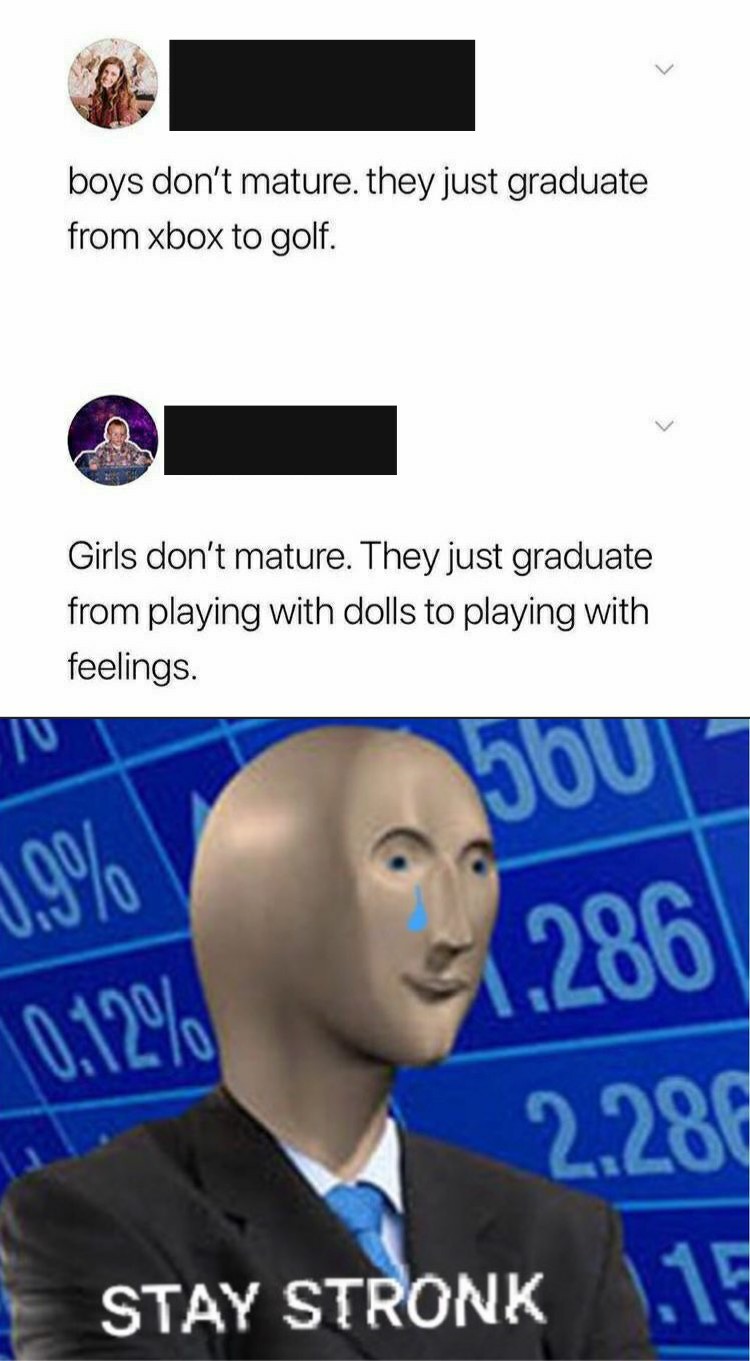 boys don't mature. they just graduate
from xbox to golf.
Girls don't mature. They just graduate
from playing with dolls to playing with
feelings.
560
0.9%
1.286
0.12%
2.286
.15
STAY STRONK